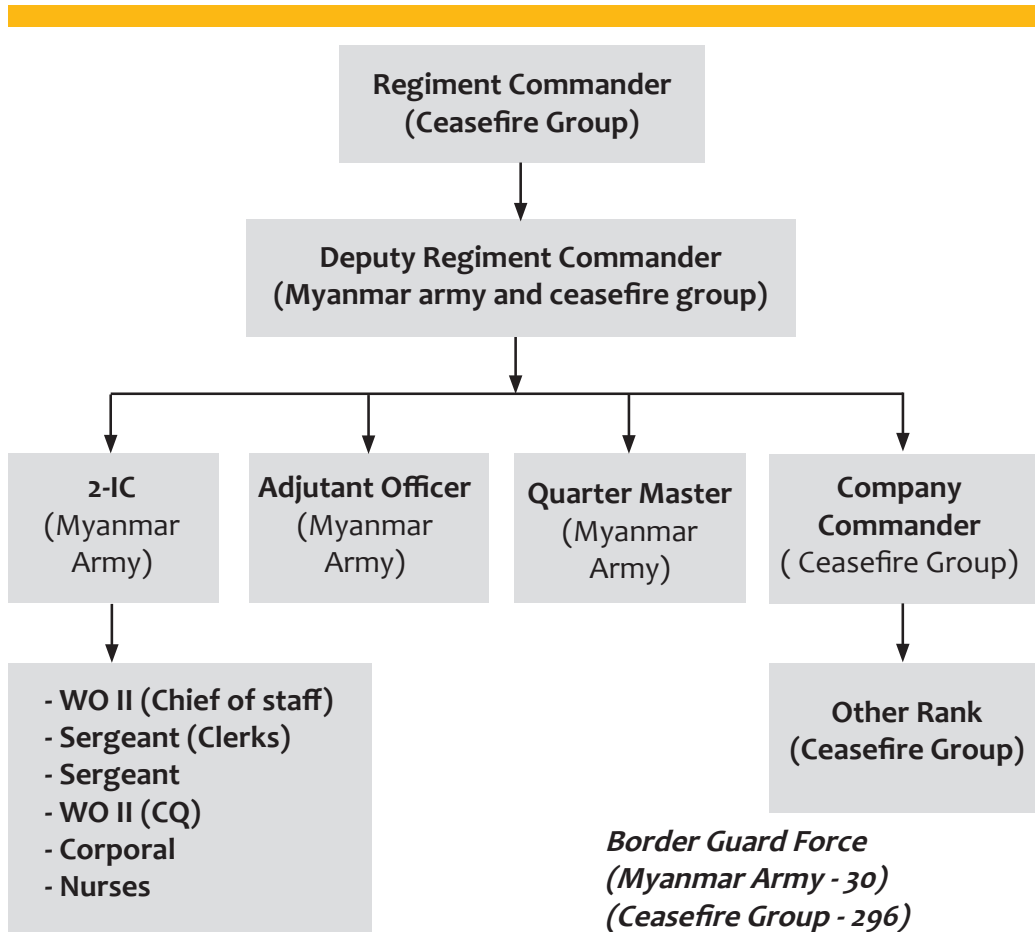 Regiment Commander
(Ceasefire Group)
Deputy Regiment Commander
(Myanmar army and ceasefire group)
2-IC
(Myanmar
Army)
Adjutant Officer
(Myanmar
Army)
Quarter Master
(Myanmar
Army)
Company
Commander
( Ceasefire Group)
- WO II (Chief of staff)
- Sergeant (Clerks)
- Sergeant
- WO II (CQ)
- Corporal
- Nurses
Other Rank
(Ceasefire Group)
Border Guard Force
(Myanmar Army - 30)
(Ceasefire Group - 296)